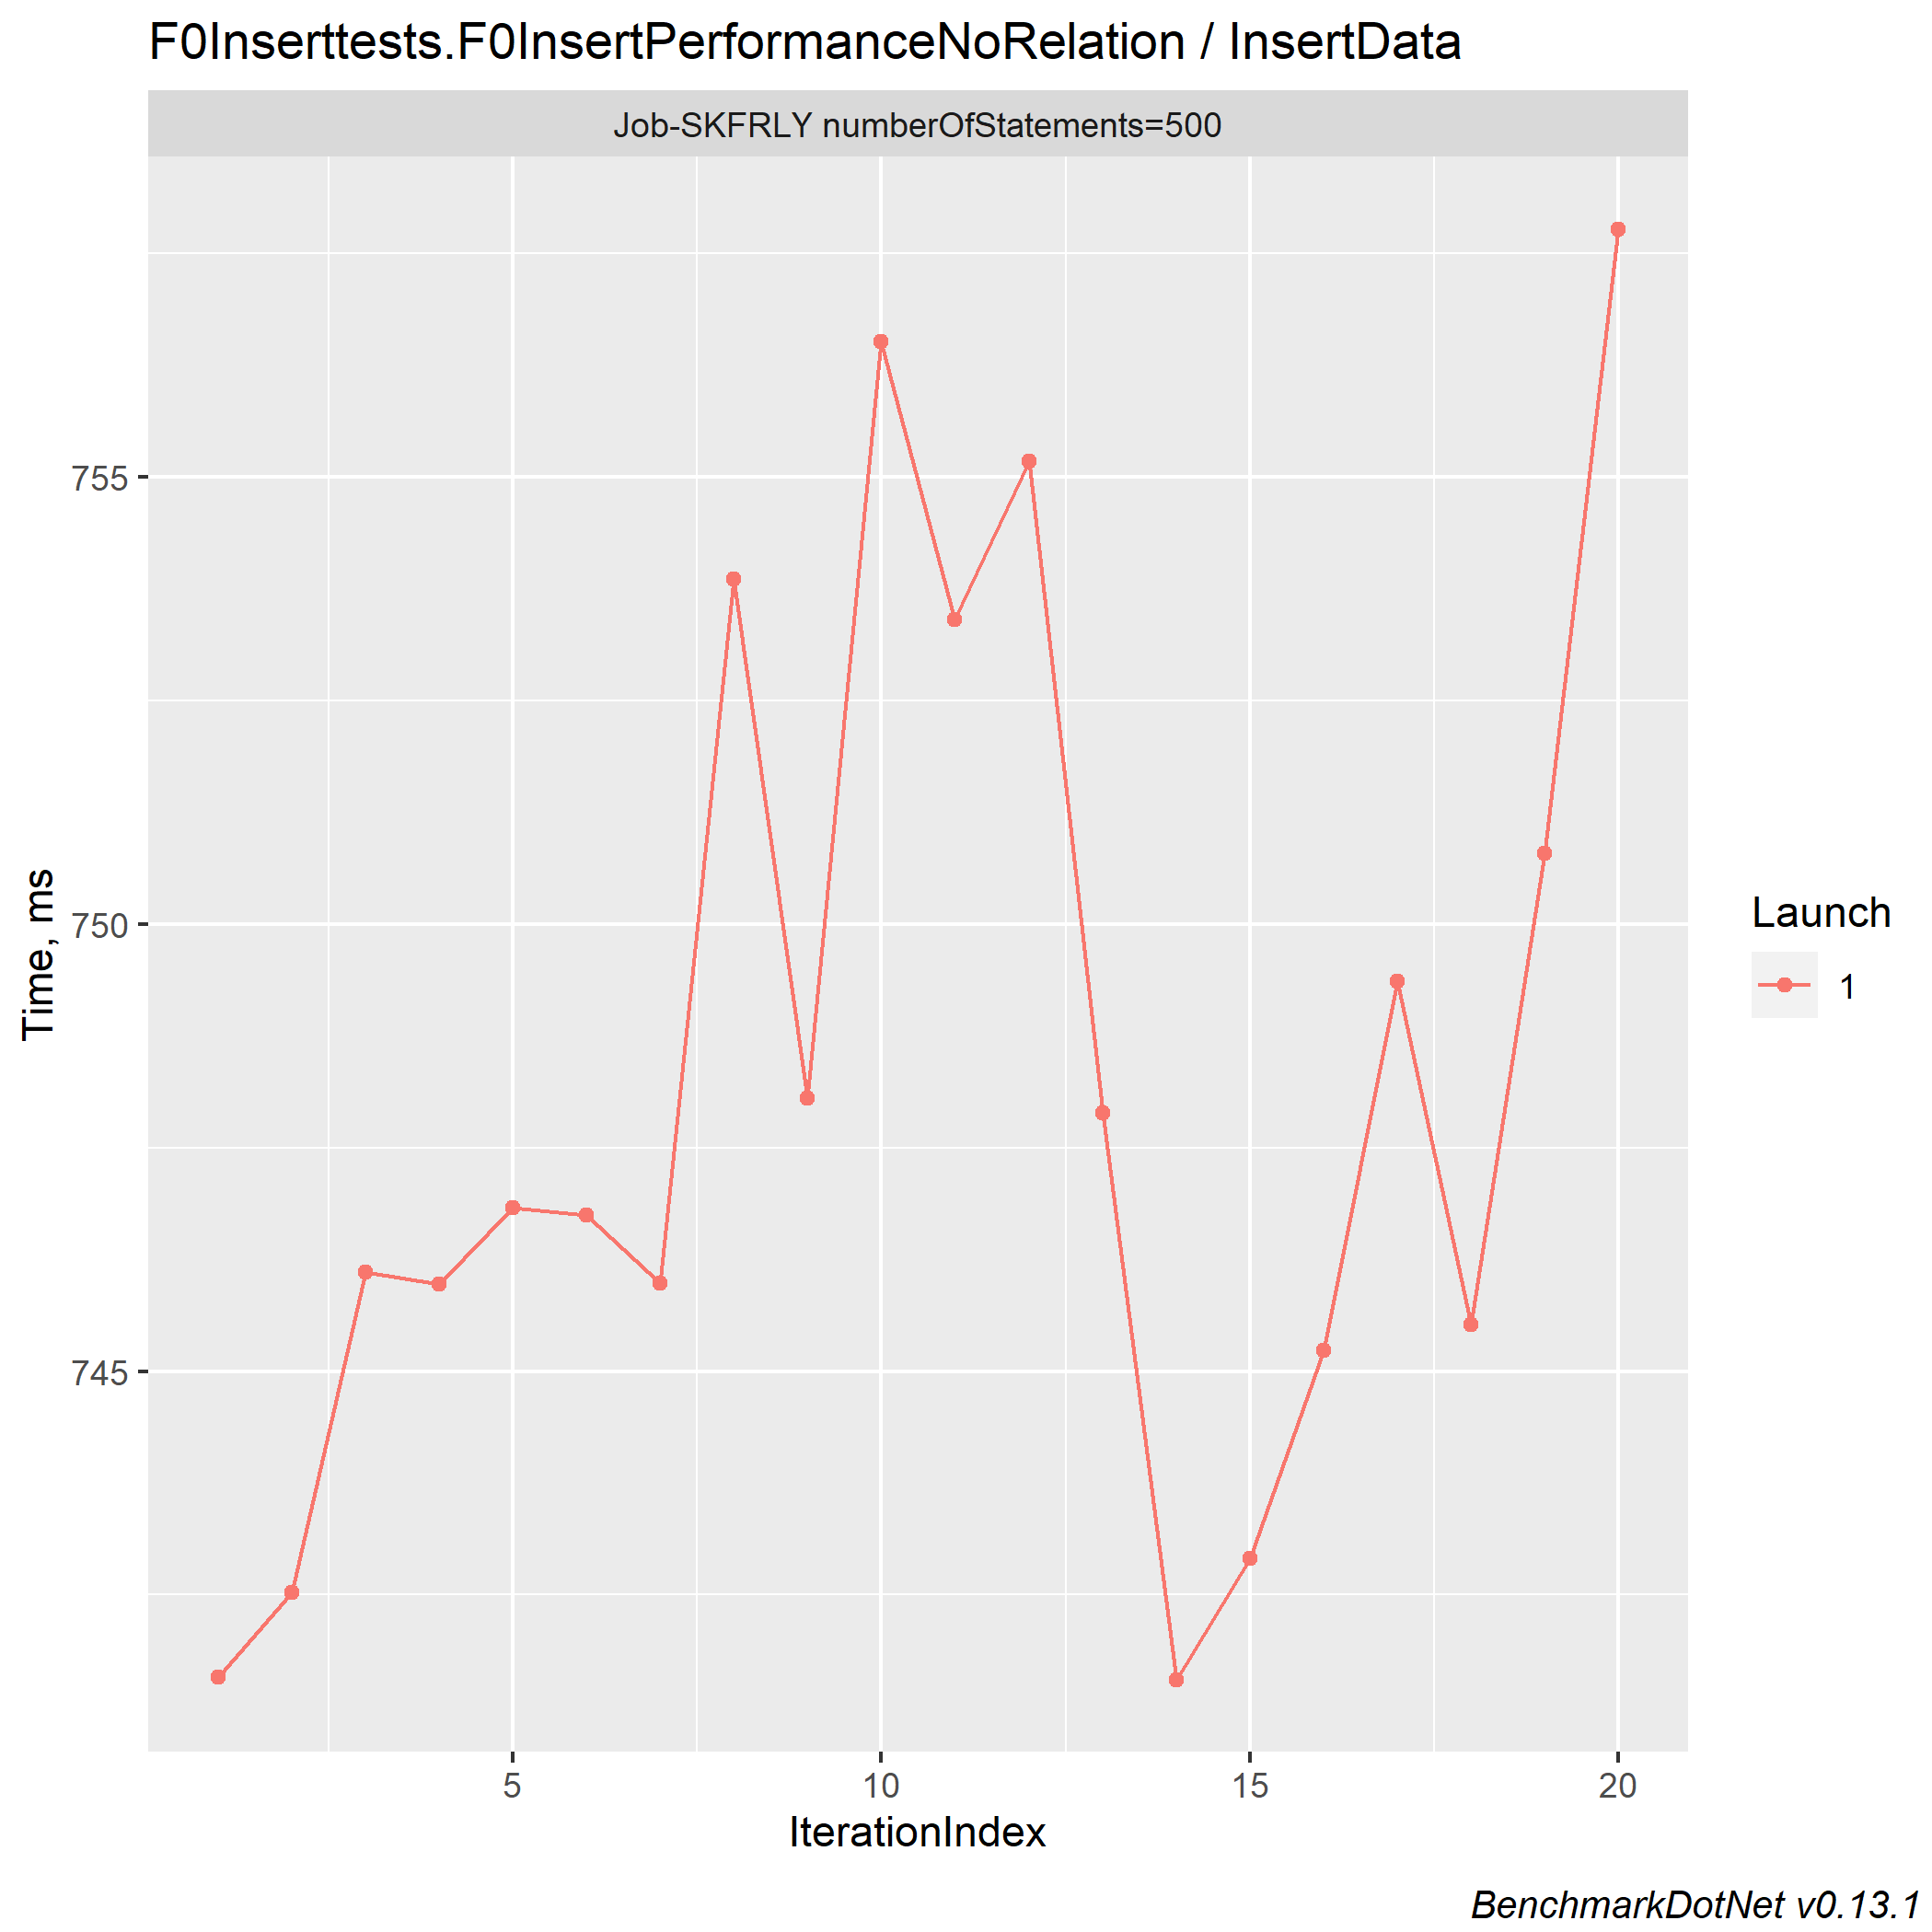 F0Inserttests.F0InsertPerformanceNoRelation / InsertData
Job-SKFRLY numberOfStatements=500
755
750
745
Time, ms
5
10
15
20
IterationIndex
Launch
1
BenchmarkDotNet v0.13.1